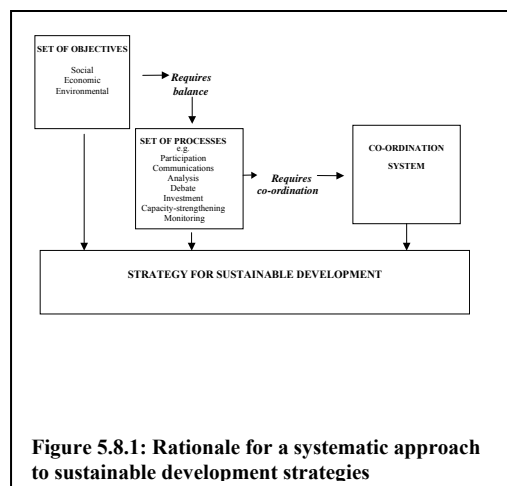 SET OF OBJECTIVES
Social
Economic
Environmental
Requires
balance
SET OF PROCESSES
e.g.
Participation
Communications
Analysis
Debate
Investment
Capacity-strengthening
Monitoring
Requires
co-ordination
CO-ORDINATION
SYSTEM
STRATEGY FOR SUSTAINABLE DEVELOPMENT
Figure 5.8.1: Rationale for a systematic approach
to sustainable development strategies